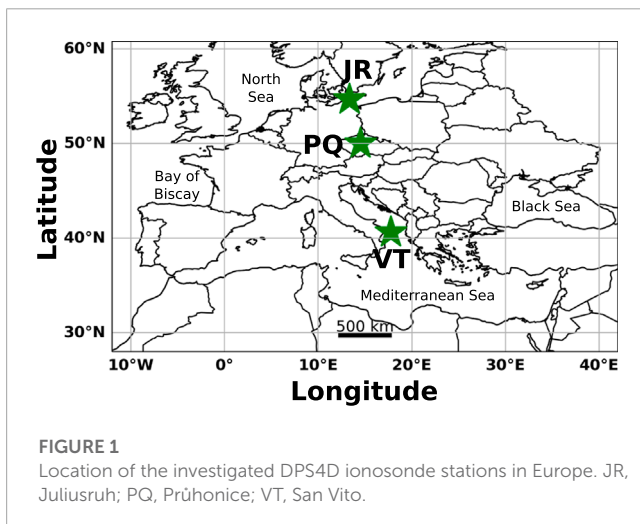 60°N
JR
North
Sea
PQ
50°N
Bay of
Biscay
Black Sea
40°N
VT
Mediterranean Sea
500 km
30°N
10°W 0° 10°E 20°E 30°E 40°E
Latitude
Longitude
FIGURE 1
Location of the investigated DPS4D ionosonde stations in Europe. JR,
Juliusruh; PQ, Průhonice; VT, San Vito.